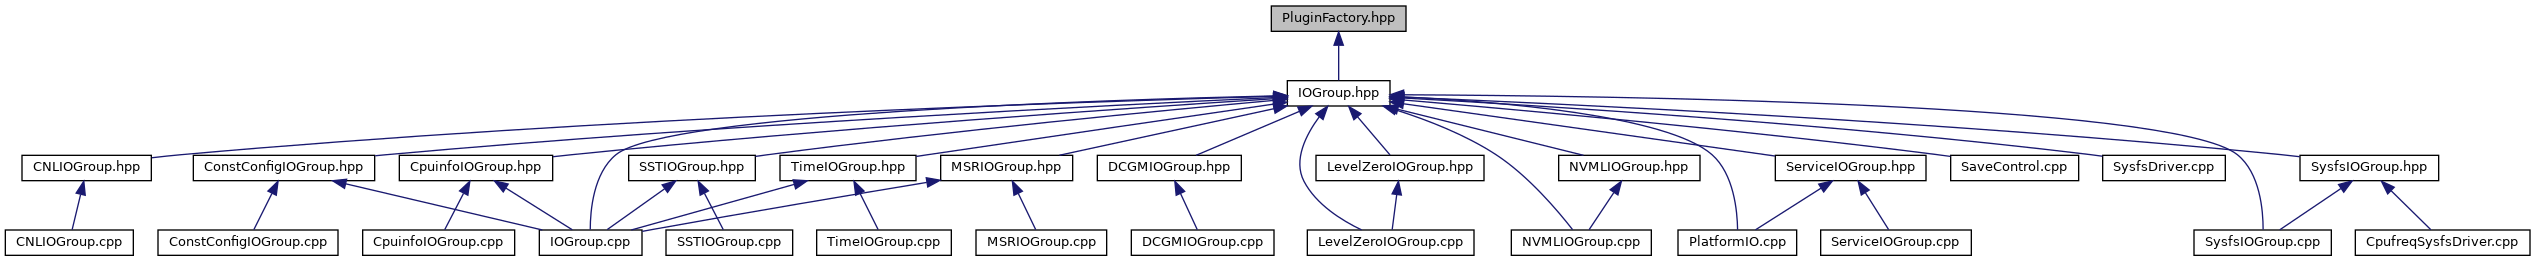 PluginFactory.hpp
IOGroup.hpp
CNLIOGroup.hpp
ConstConfigIOGroup.hpp
CpuinfoIOGroup.hpp
SSTIOGroup.hpp
TimeIOGroup.hpp
MSRIOGroup.hpp
DCGMIOGroup.hpp
LevelZeroIOGroup.hpp
NVMLIOGroup.hpp
ServiceIOGroup.hpp
SaveControl.cpp
SysfsDriver.cpp
SysfsIOGroup.hpp
CNLIOGroup.cpp
ConstConfigIOGroup.cpp
CpuinfoIOGroup.cpp
IOGroup.cpp
SSTIOGroup.cpp
TimeIOGroup.cpp
MSRIOGroup.cpp
DCGMIOGroup.cpp
LevelZeroIOGroup.cpp
NVMLIOGroup.cpp
PlatformIO.cpp
ServiceIOGroup.cpp
SysfsIOGroup.cpp
CpufreqSysfsDriver.cpp